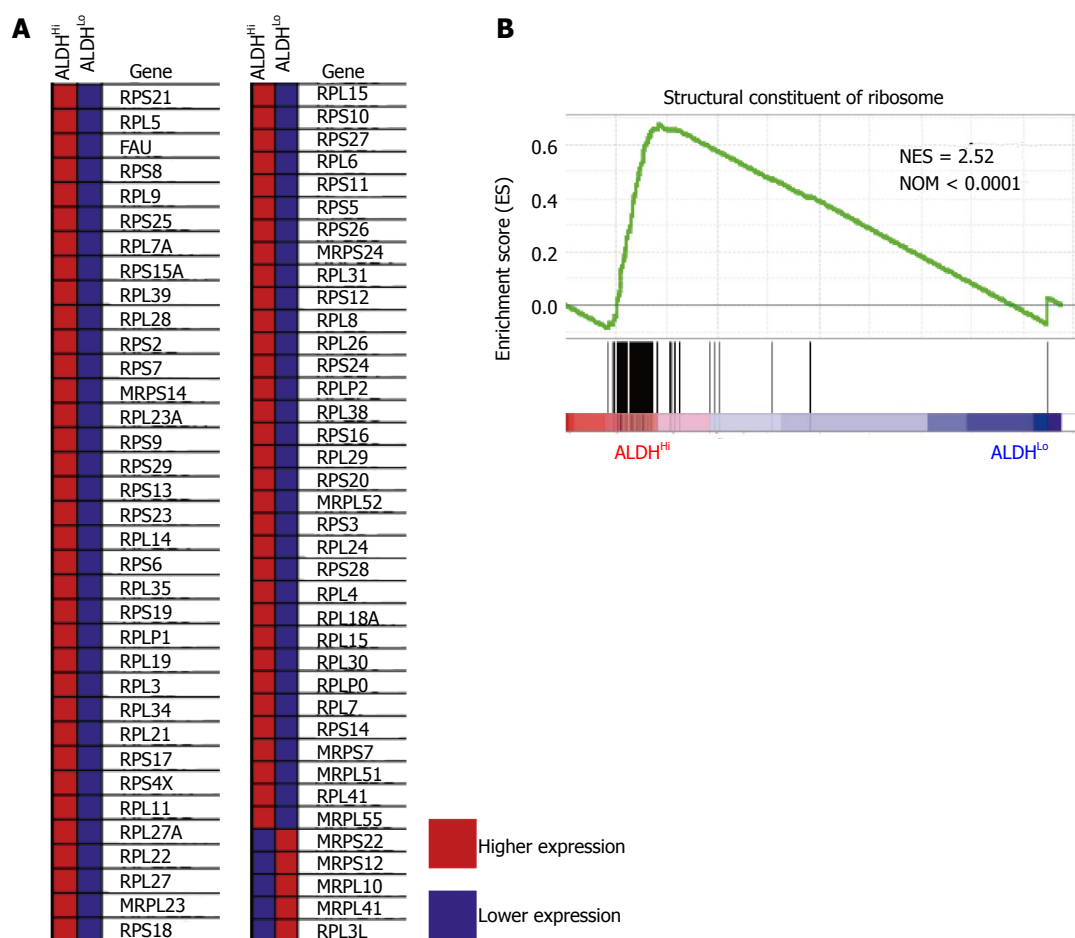 A
ALDHHi
ALDHLo
Gene
RPS21
RPL5
FAU
RPS8
RPL9
RPS25
RPL7A
RPS15A
RPL39
RPL28
RPS2
RPS7
MRPS14
RPL23A
RPS9
RPS29
RPS13
RPS23
RPL14
RPS6
RPL35
RPS19
RPLP1
RPL19
RPL3
RPL34
RPL21
RPS17
RPS4X
RPL11
RPL27A
RPL22
RPL27
MRPL23
RPS18
ALDHHi
ALDHLo
Gene
RPL15
RPS10
RPS27
RPL6
RPS11
RPS5
RPS26
MRPS24
RPL31
RPS12
RPL8
RPL26
RPS24
RPLP2
RPL38
RPS16
RPL29
RPS20
MRPL52
RPS3
RPL24
RPS28
RPL4
RPL18A
RPL15
RPL30
RPLP0
RPL7
RPS14
MRPS7
MRPL51
RPL41
MRPL55
MRPS22
MRPS12
MRPL10
MRPL41
RPL3L
Higher expression
Lower expression
B
Structural constituent of ribosome
Enrichment score (ES)
0.6
0.4
0.2
0.0
NES = 2.52
NOM < 0.0001
ALDHHi
ALDHLo